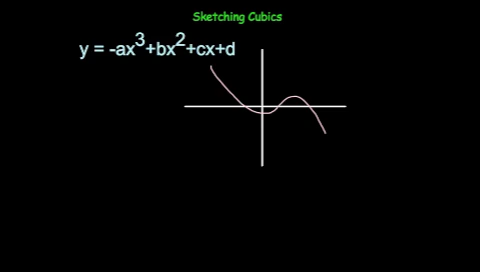 Sketching Cubics
y = -ax³+bx²+cx+d